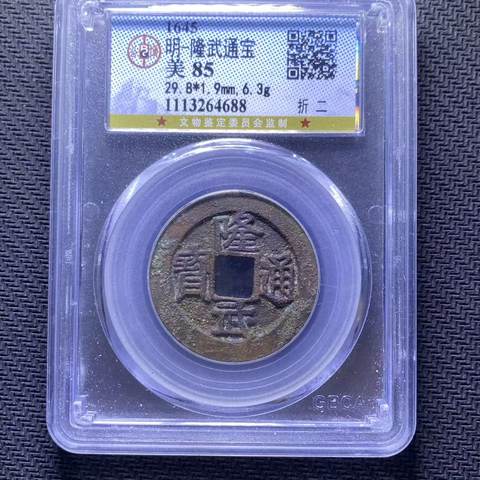 1645
明-隆武通宝
美 85
29.8*1.9mm,6.3g
1113264688
折二
★ 文物鉴定委员会监制 ★
隆武通寳
GBCA